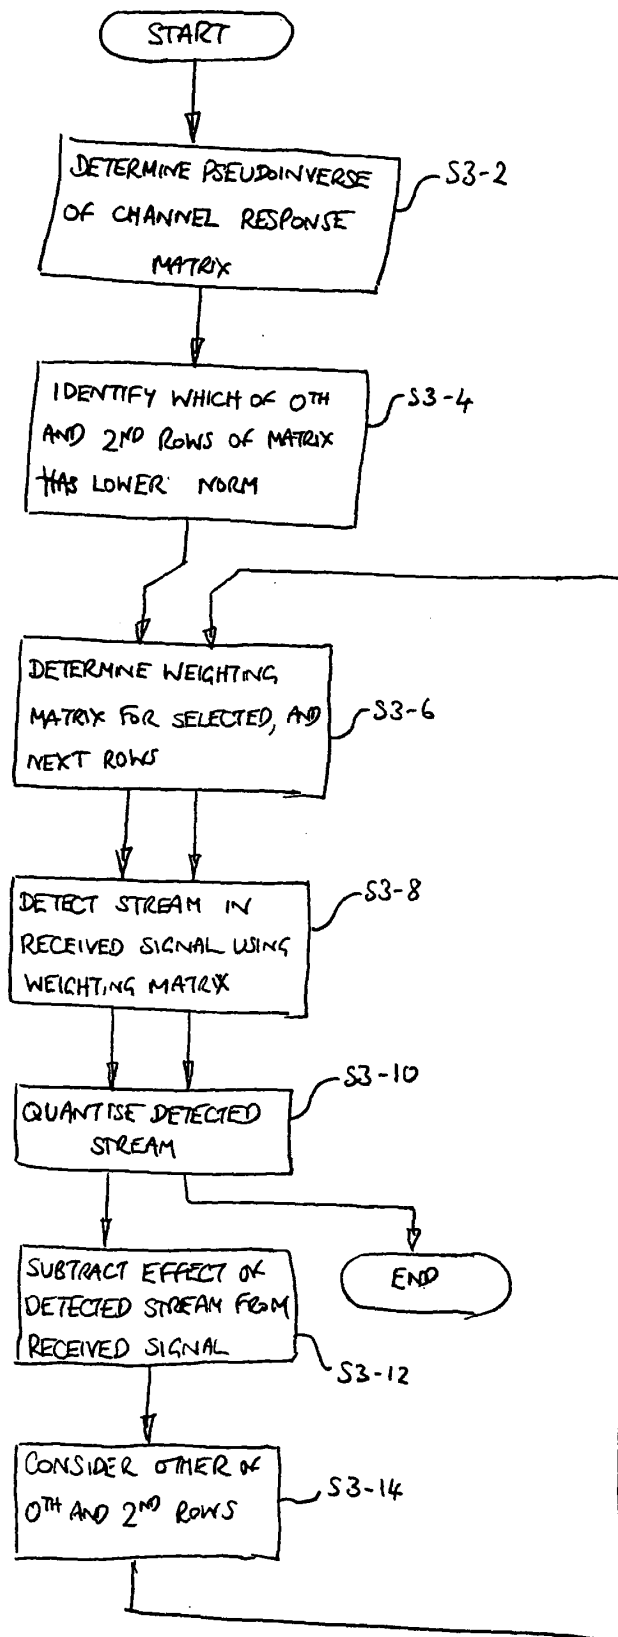 START
DETERMINE PSEUDOINVERSE
OF CHANNEL RESPONSE
MATRIX
S3-2
IDENTIFY WHICH OF 0TH
AND 2ND ROWS OF MATRIX
HAS LOWER NORM
S3-4
DETERMINE WEIGHTING
MATRIX FOR SELECTED, AND
NEXT ROWS
S3-6
DETECT STREAM IN
RECEIVED SIGNAL USING
WEIGHTING MATRIX
S3-8
QUANTISE DETECTED
STREAM
S3-10
SUBTRACT EFFECT OF
DETECTED STREAM FROM
RECEIVED SIGNAL
S3-12
END
CONSIDER OTHER OF
0TH AND 2ND ROWS
S3-14